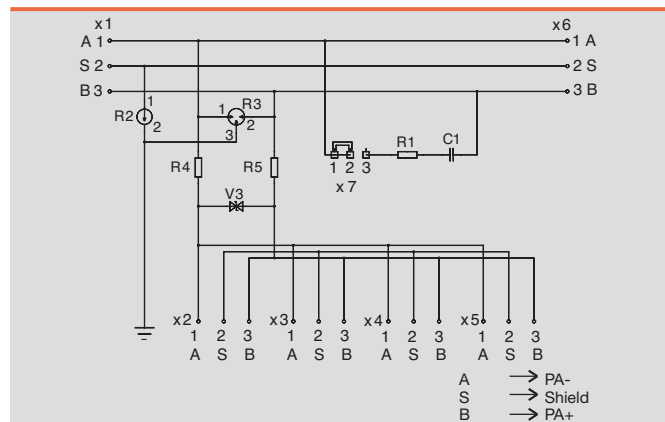 x1 x6
A 1 1 A
S 2 2 S
B 3 3 B
R2 1 2
1 R3 2 3
R4 R5
R1 C1
1 2 3
x7
V3
x2 x3 x4 x5
1 2 3 1 2 3 1 2 3 1 2 3
A S B A S B A S B A S B
A PA-
S Shield
B PA+